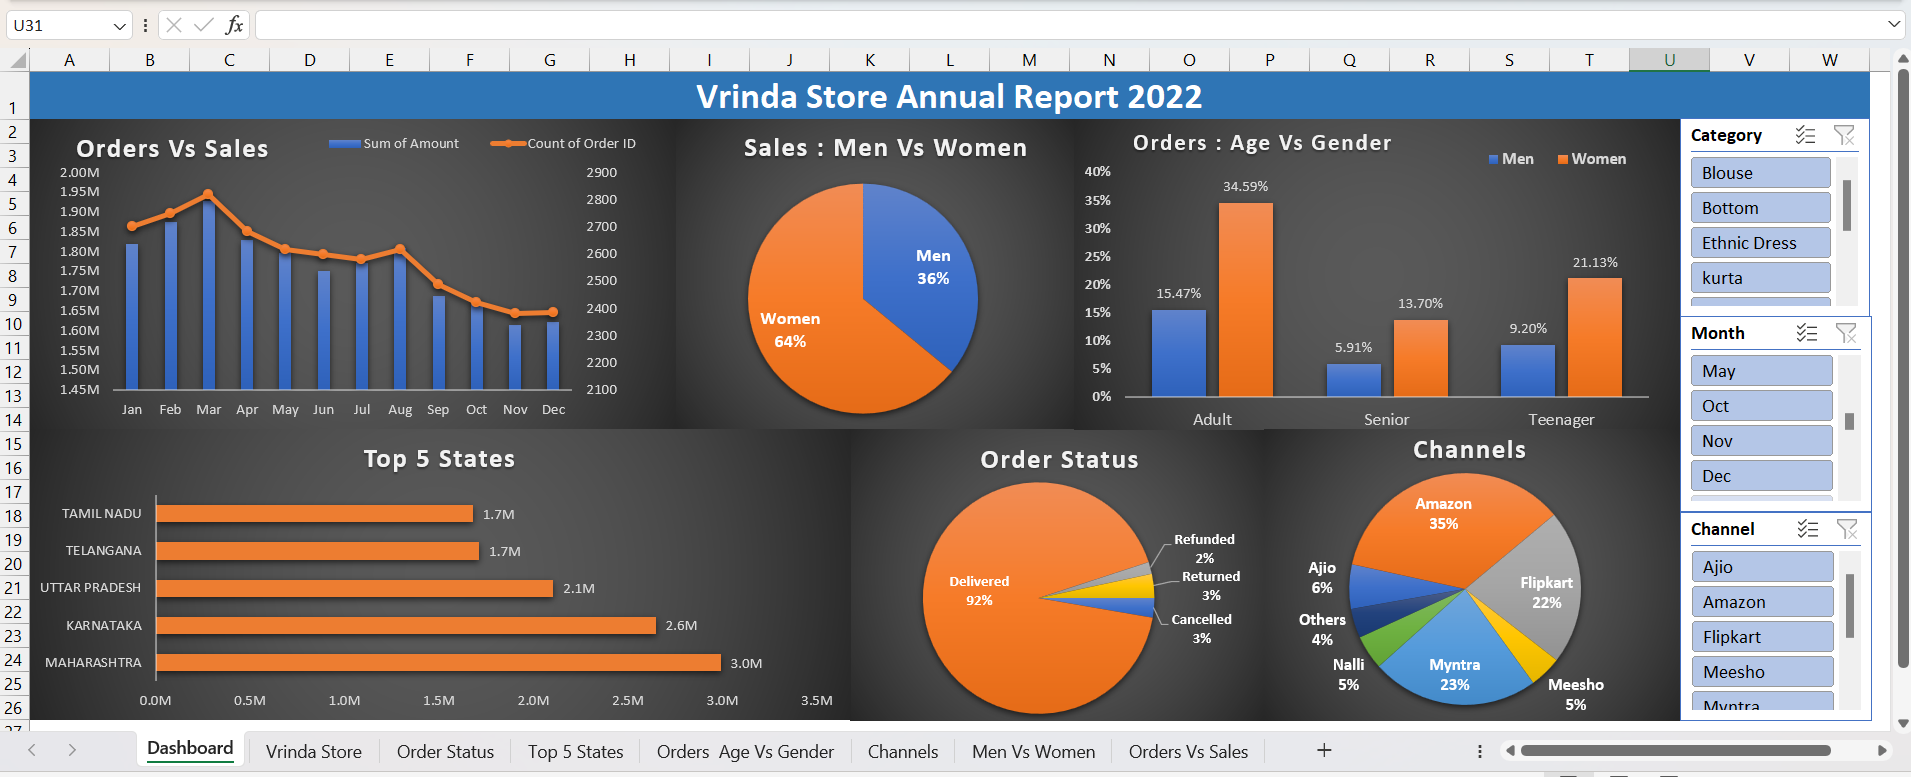 U31
fx
A B C D E F G H I J K L M N O P Q R S T U V W
1
2
3
4
5
6
7
8
9
10
11
12
13
14
15
16
17
18
19
20
21
22
23
24
25
26
27
Vrinda Store Annual Report 2022
Orders Vs Sales
Sum of Amount
Count of Order ID
2.00M
1.95M
1.90M
1.85M
1.80M
1.75M
1.70M
1.65M
1.60M
1.55M
1.50M
1.45M
2900
2800
2700
2600
2500
2400
2300
2200
2100
Jan Feb Mar Apr May Jun Jul Aug Sep Oct Nov Dec
Sales : Men Vs Women
Men
36%
Women
64%
Orders : Age Vs Gender
Men
Women
40%
35%
30%
25%
20%
15%
10%
5%
0%
15.47%
34.59%
5.91%
13.70%
9.20%
21.13%
Adult Senior Teenager
Top 5 States
TAMIL NADU 1.7M
TELANGANA 1.7M
UTTAR PRADESH 2.1M
KARNATAKA 2.6M
MAHARASHTRA 3.0M
0.0M 0.5M 1.0M 1.5M 2.0M 2.5M 3.0M 3.5M
Order Status
Delivered
92%
Refunded
2%
Returned
3%
Cancelled
3%
Channels
Amazon
35%
Flipkart
22%
Meesho
5%
Myntra
23%
Nalli
5%
Others
4%
Ajio
6%
Category
Blouse
Bottom
Ethnic Dress
kurta
Month
May
Oct
Nov
Dec
Channel
Ajio
Amazon
Flipkart
Meesho
Myntra
Dashboard Vrinda Store Order Status Top 5 States Orders Age Vs Gender Channels Men Vs Women Orders Vs Sales